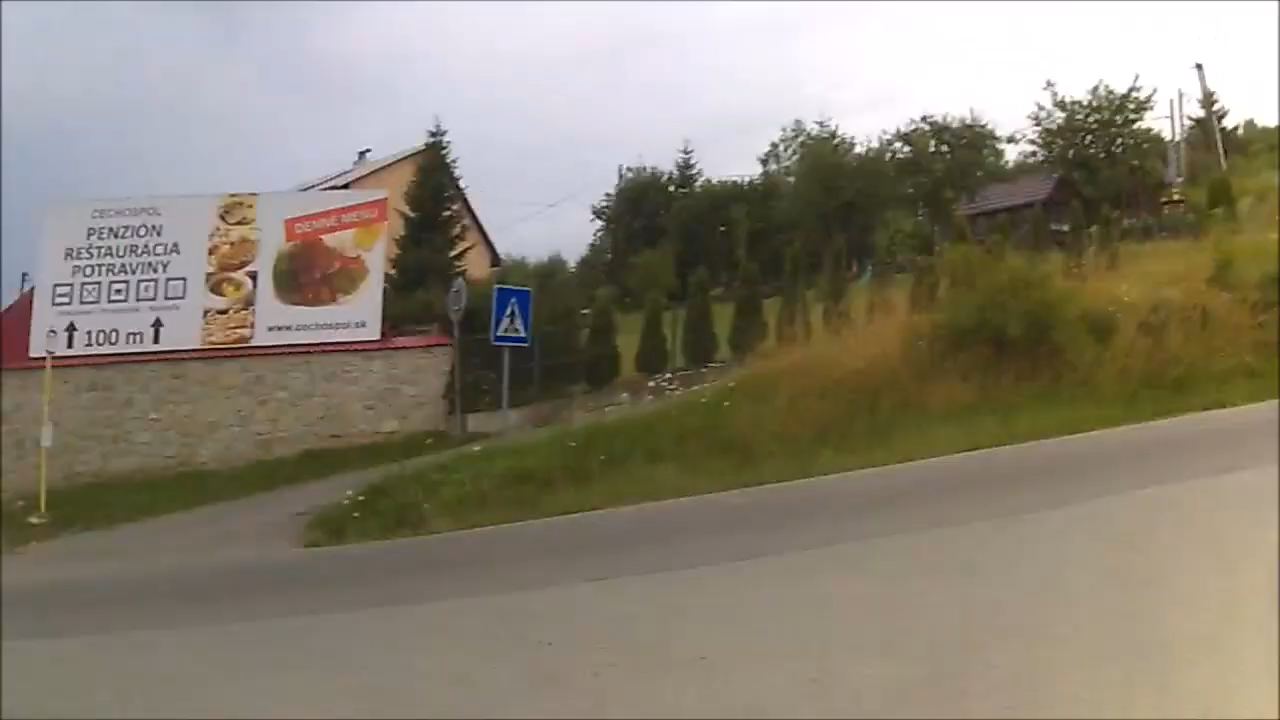 CECHOSPOL
PENZIÓN
REŠTAURÁCIA
POTRAVINY
100 m
DENNÉ MENU
www.cechospol.sk